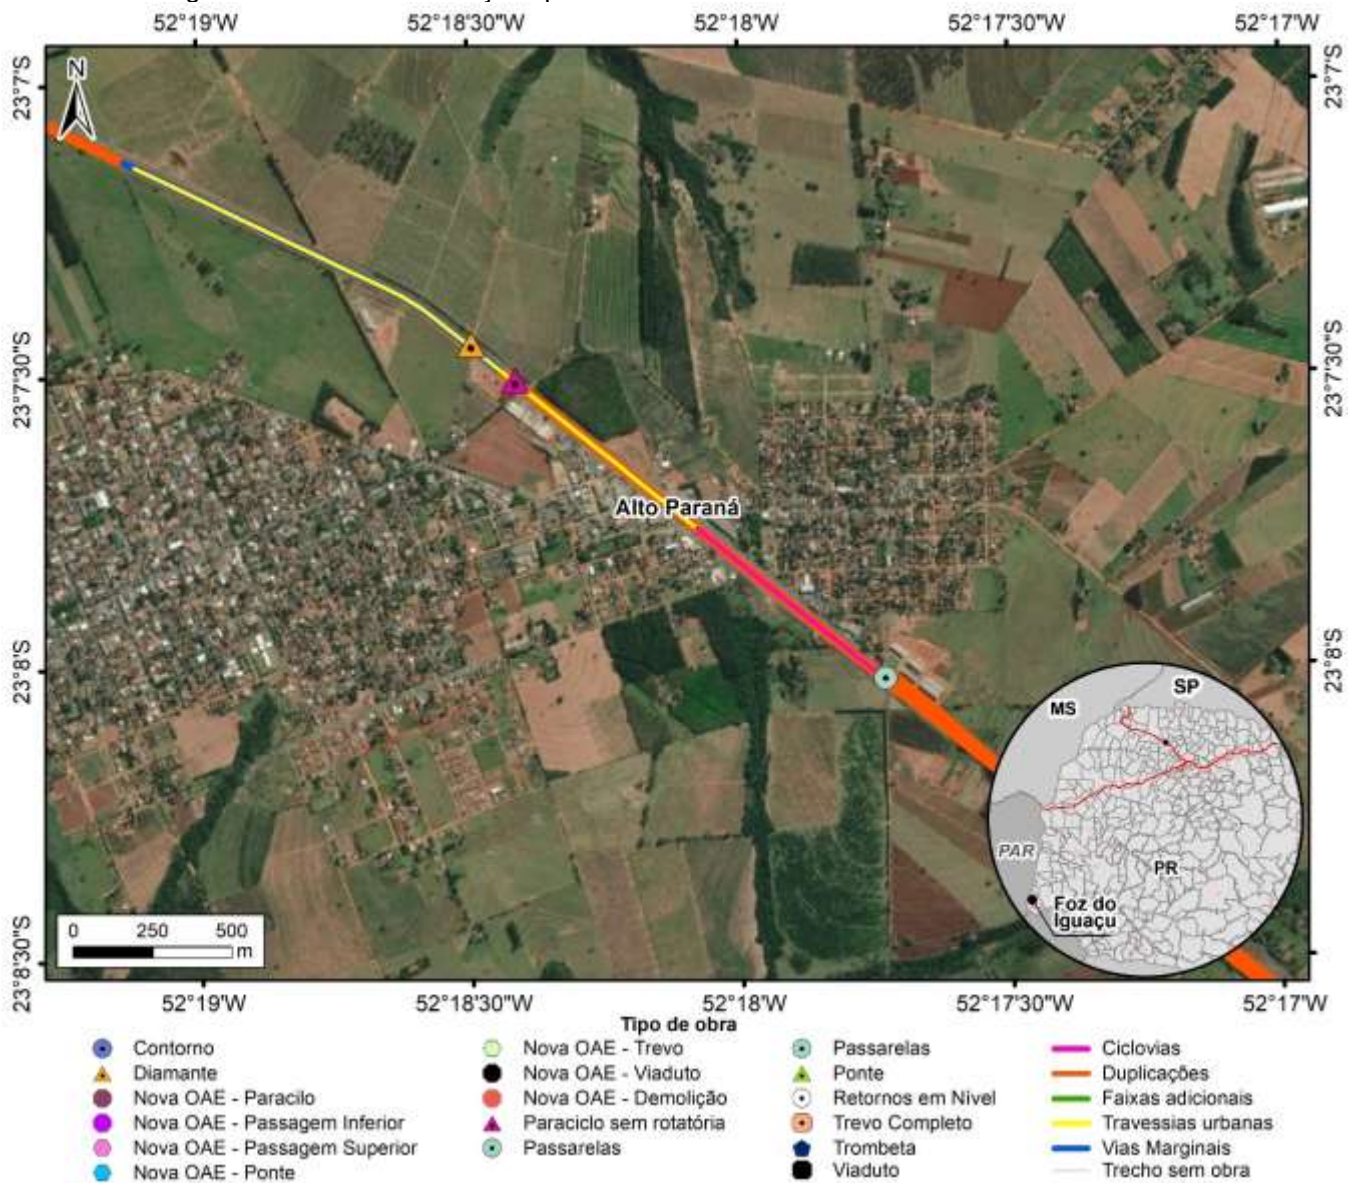 52°19'W 52°18'30"W 52°18'W 52°17'30"W 52°17'W
23°7'S 23°7'S
N
23°7'30"S 23°7'30"S
Alto Paraná
23°8'S 23°8'S
SP
MS
PAR
PR
Foz do
Iguaçu
0 250 500
m
23°8'30"S
52°19'W 52°18'30"W 52°18'W 52°17'30"W 52°17'W
Tipo de obra
Contorno
Diamante
Nova OAE - Paracilo
Nova OAE - Passagem Inferior
Nova OAE - Passagem Superior
Nova OAE - Ponte
Nova OAE - Trevo
Nova OAE - Viaduto
Nova OAE - Demolição
Paraciclo sem rotatória
Passarelas
Passarelas
Ponte
Retornos em Nível
Trevo Completo
Trombeta
Viaduto
Ciclovias
Duplicações
Faixas adicionais
Travessias urbanas
Vias Marginais
Trecho sem obra